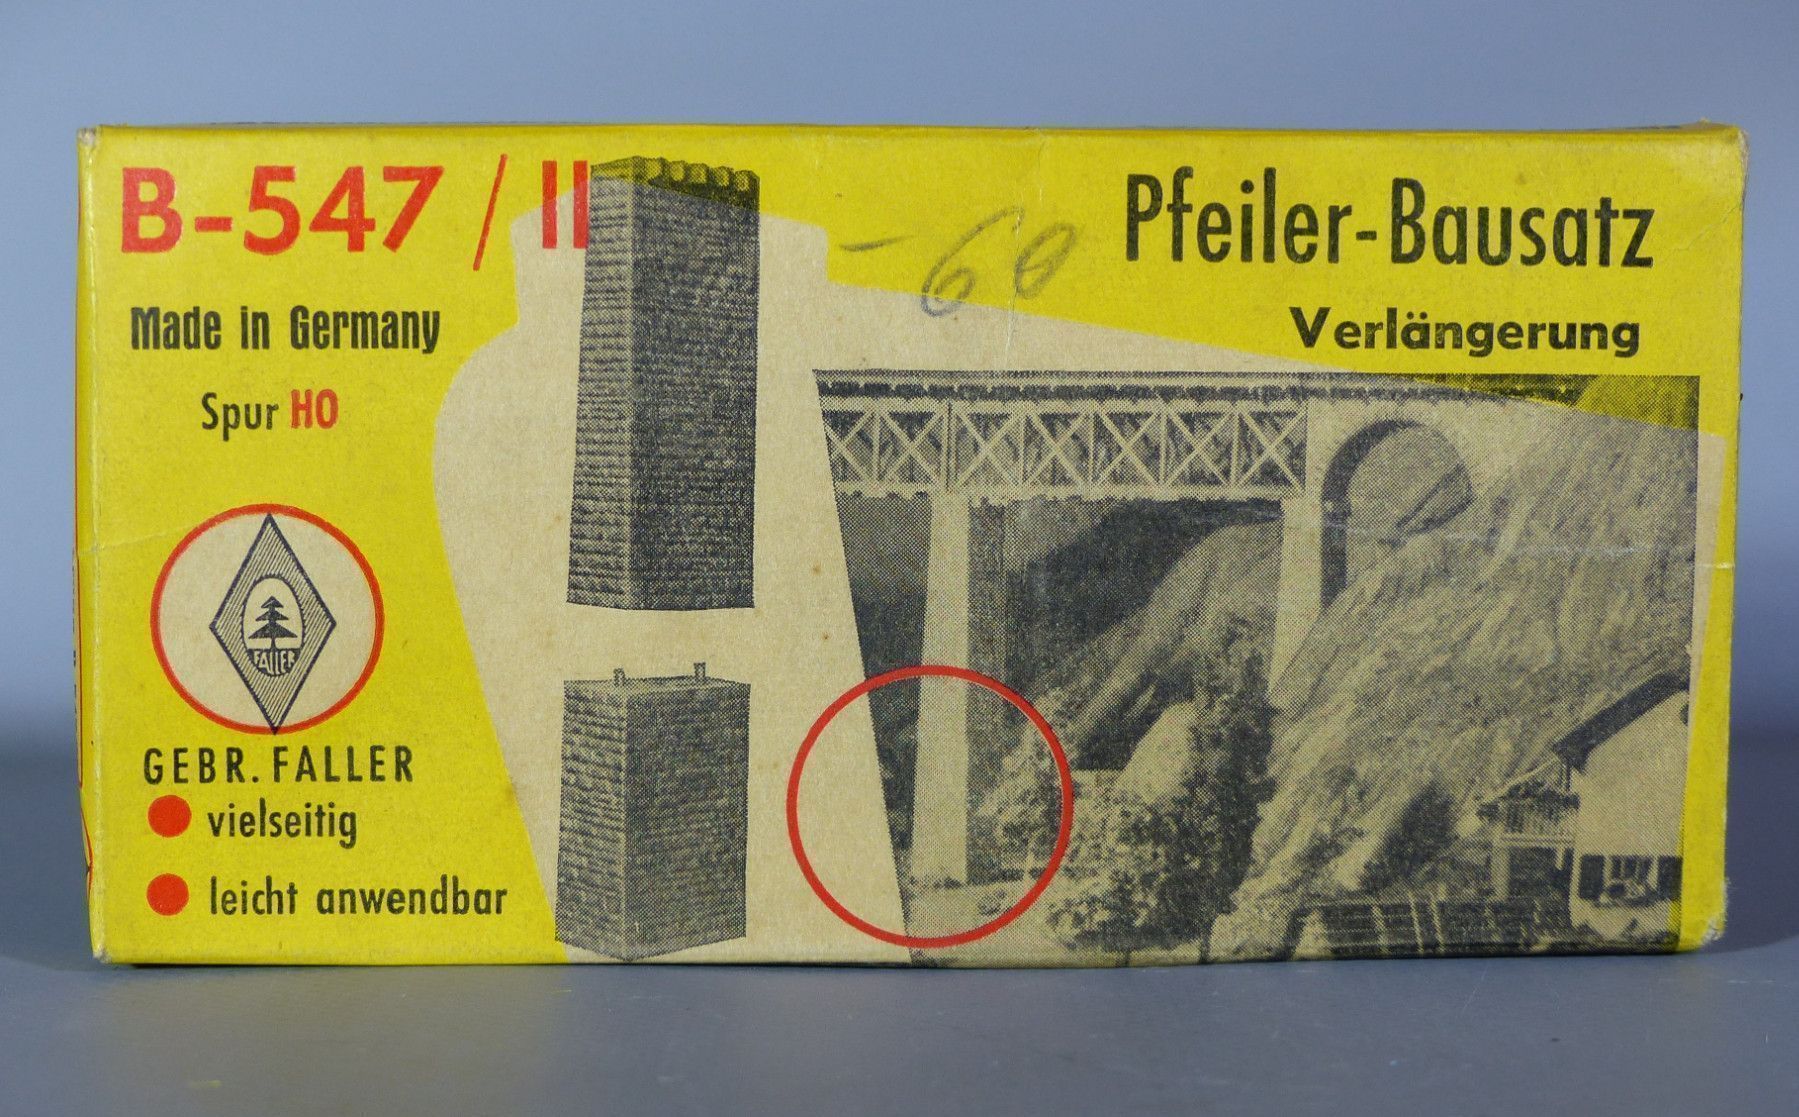 B-547/II
Made in Germany
Spur HO
FALLER
GEBR. FALLER
vielseitig
leicht anwendbar
-60
Pfeiler-Bausatz
Verlängerung